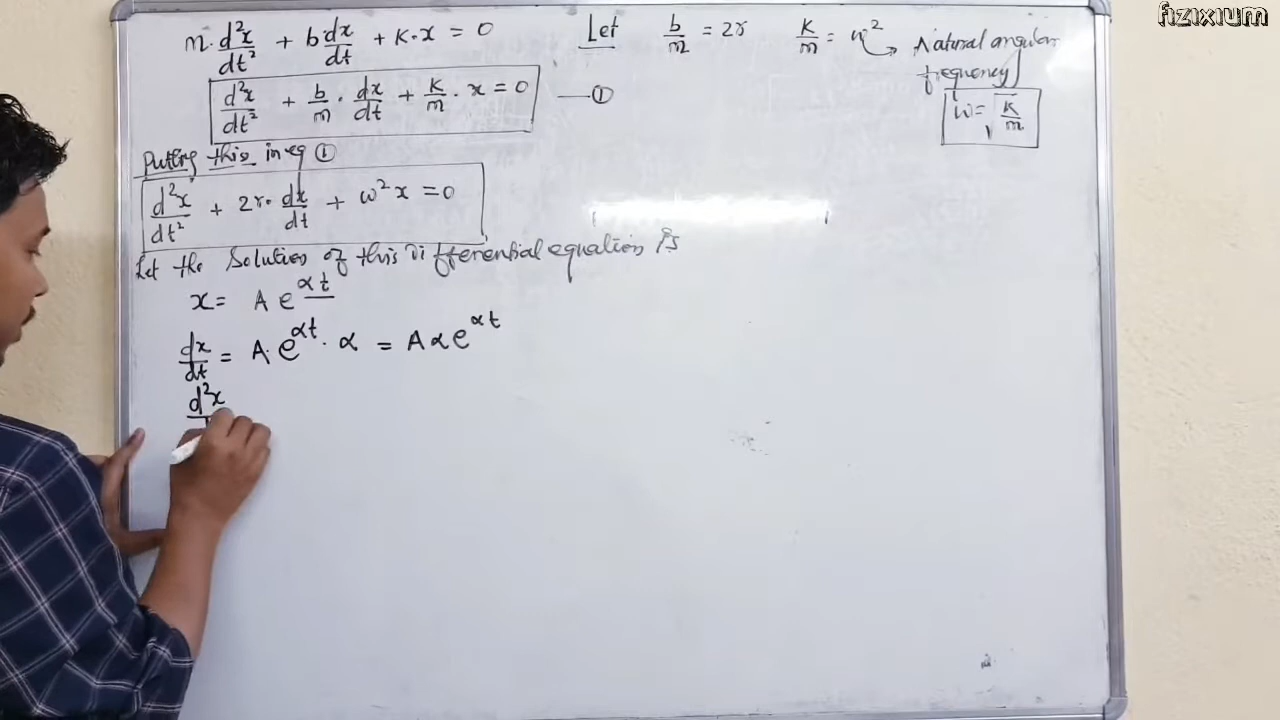 fizixium
m. d²x/dt² + b dx/dt + K.x = 0    Let    b/m = 2r    K/m = ω² → Natural angular frequency
d²x/dt² + b/m . dx/dt + K/m . x = 0 —①    ω = √K/m
Putting this in eq ①
d²x/dt² + 2r. dx/dt + ω² x = 0
Let the Solution of this Differential equation is
x = A e^αt
dx/dt = A. e^αt . α = A α e^αt
d²x